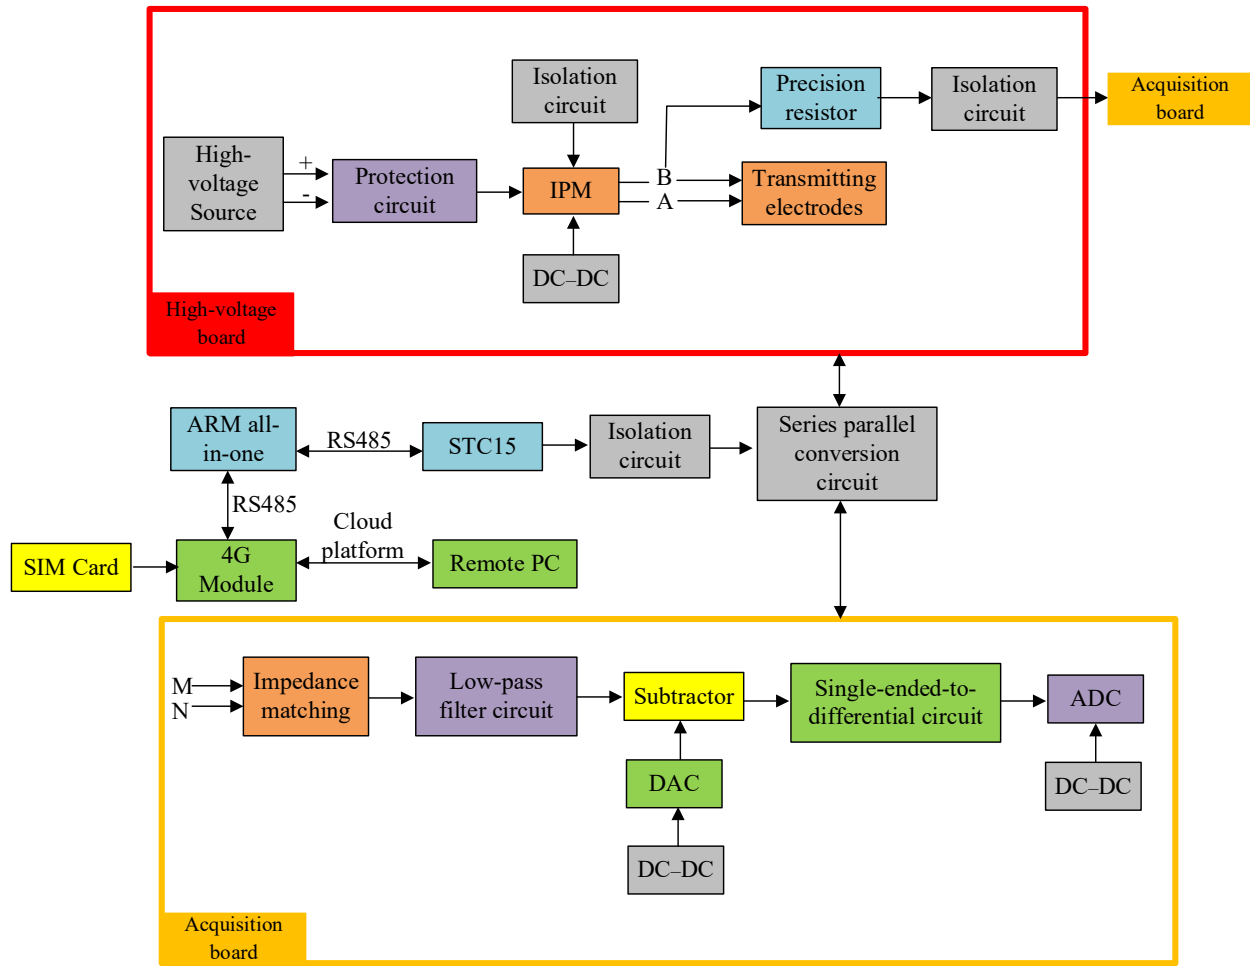 Isolation
circuit
Precision
resistor
Isolation
circuit
Acquisition
board
High-
voltage
Source
+
-
Protection
circuit
IPM
B
A
Transmitting
electrodes
DC–DC
High-voltage
board
ARM all-
in-one
RS485
STC15
Isolation
circuit
Series parallel
conversion
circuit
RS485
SIM Card
4G
Module
Cloud
platform
Remote PC
M
N
Impedance
matching
Low-pass
filter circuit
Subtractor
Single-ended-to-
differential circuit
ADC
DAC
DC–DC
DC–DC
Acquisition
board